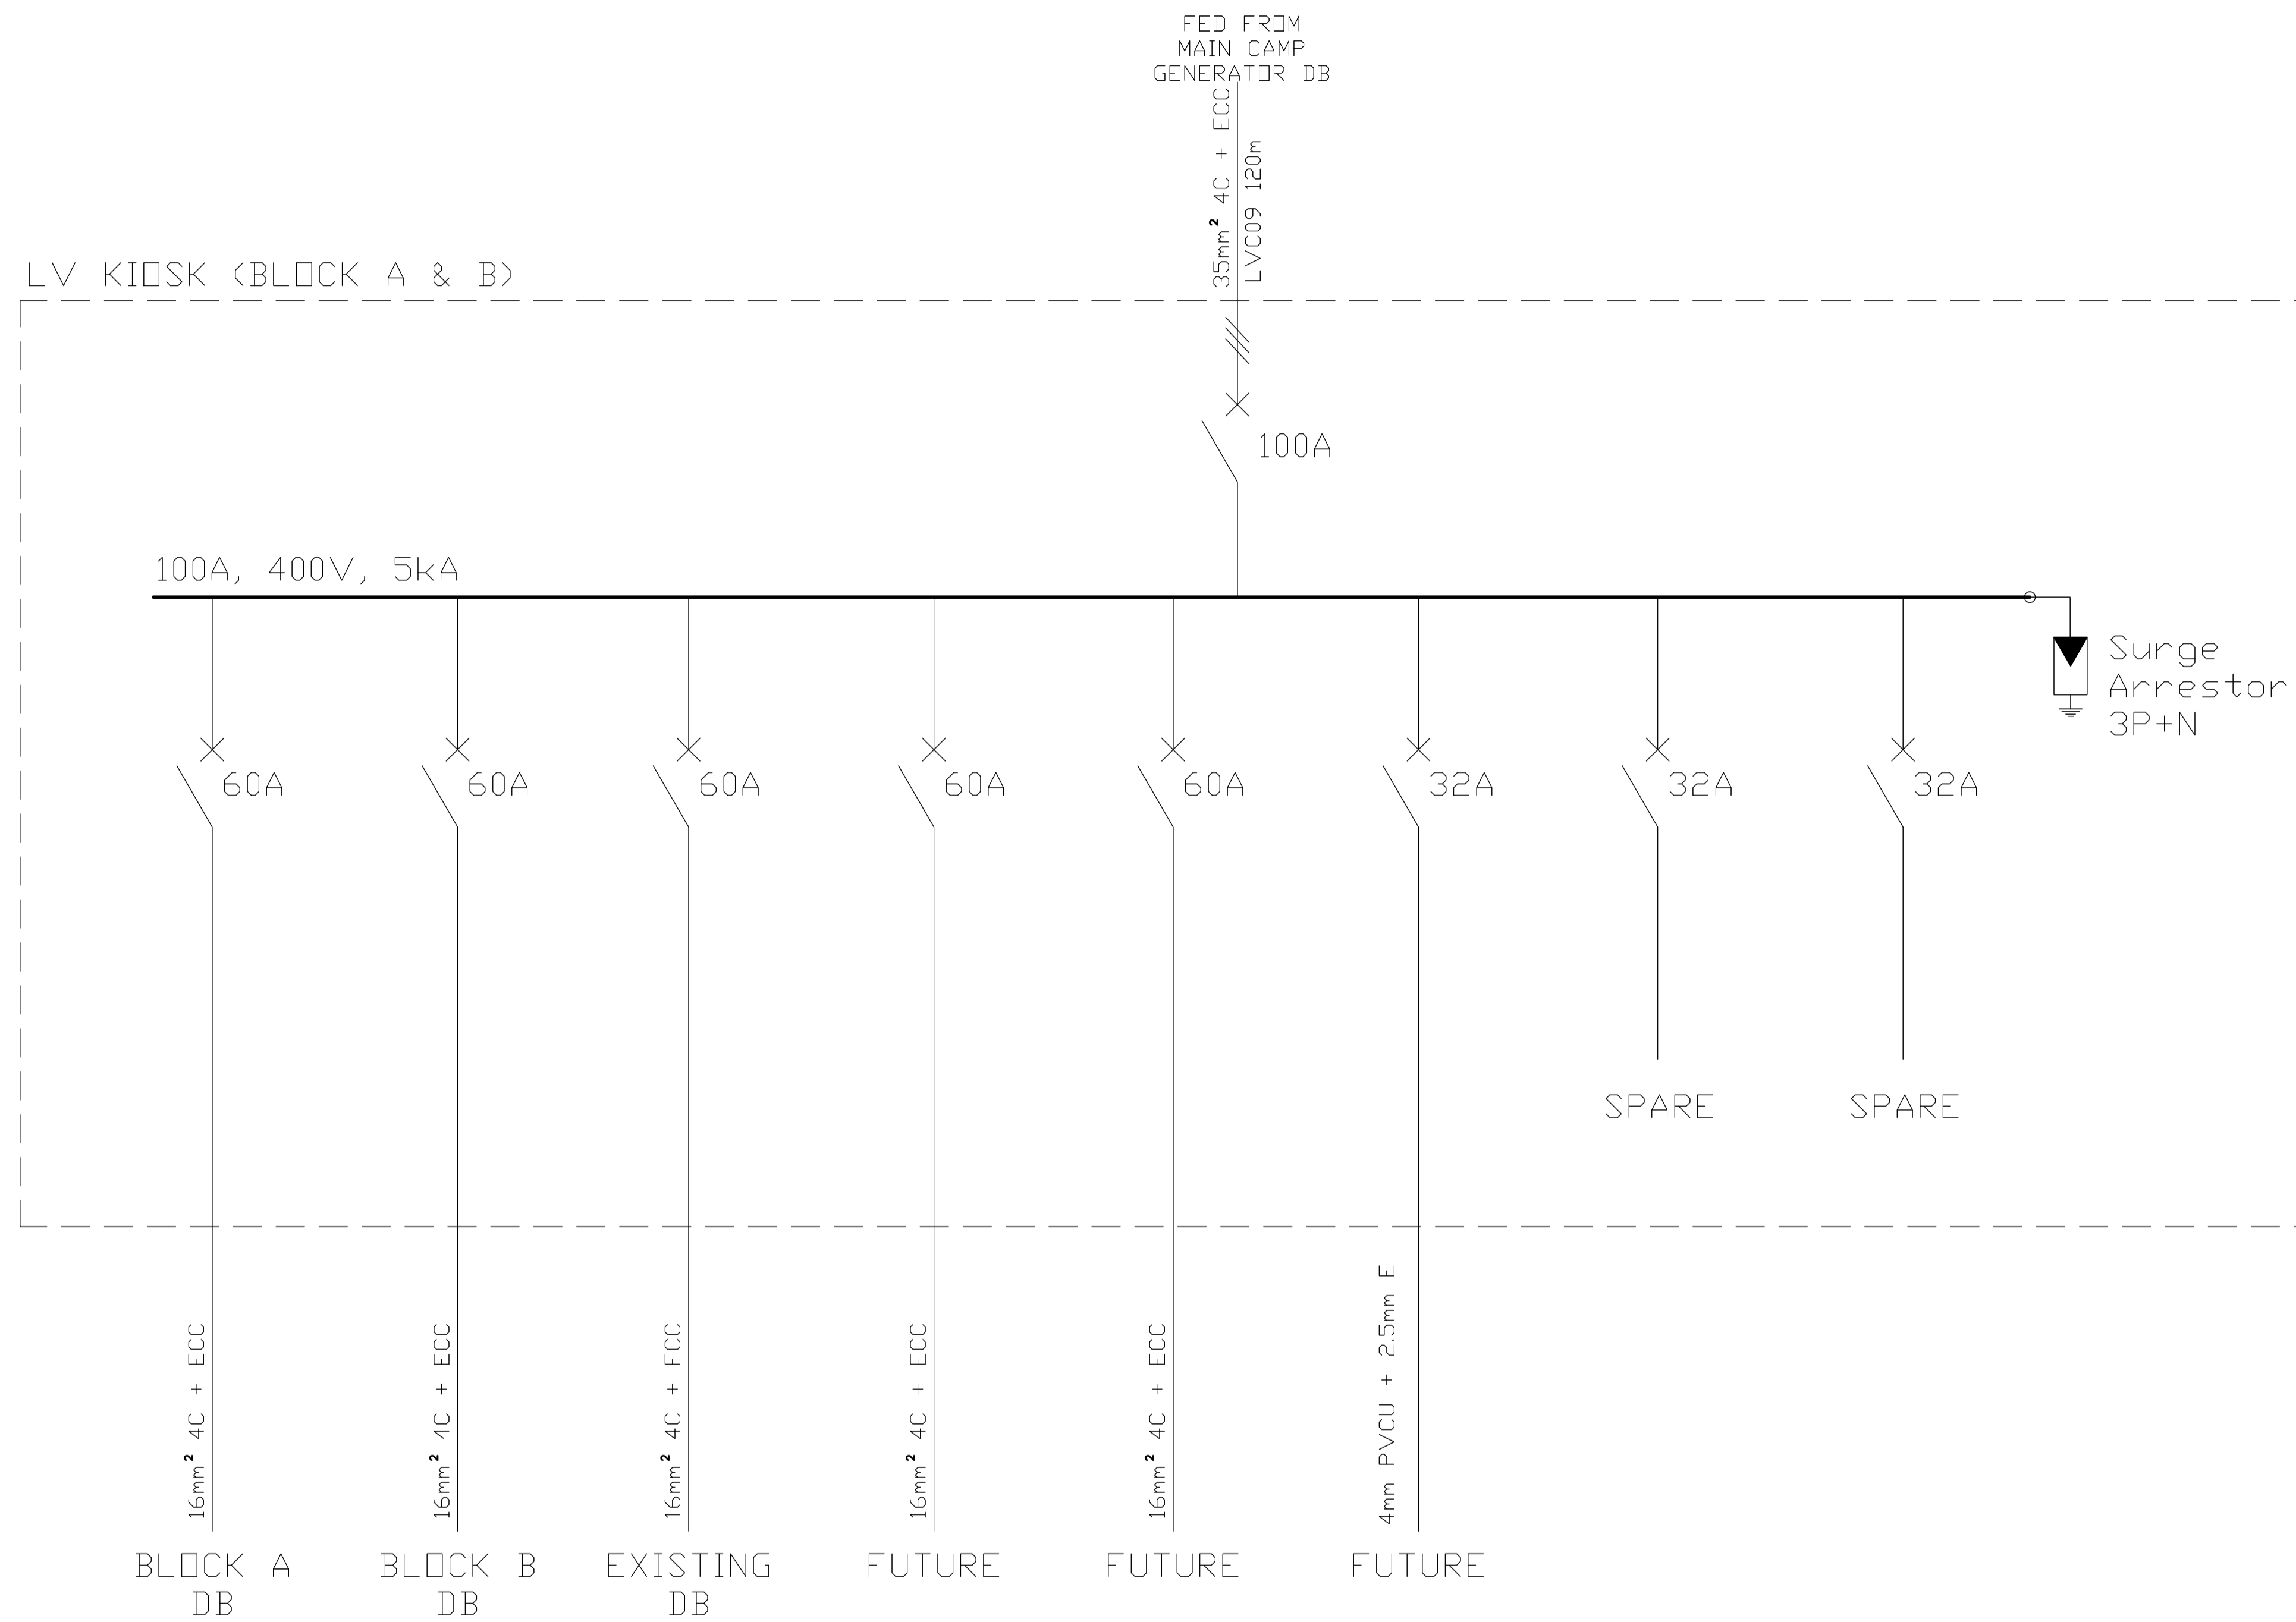 FED FROM
MAIN CAMP
GENERATOR DB
35mm² 4C + ECC
LVC09 120m
LV KIOSK (BLOCK A & B)
100A
100A, 400V, 5kA
Surge
Arrestor
3P+N
60A
60A
60A
60A
60A
32A
32A
32A
SPARE
SPARE
16mm² 4C + ECC
16mm² 4C + ECC
16mm² 4C + ECC
16mm² 4C + ECC
16mm² 4C + ECC
4mm PVCU + 2.5mm E
BLOCK A
DB
BLOCK B
DB
EXISTING
DB
FUTURE
FUTURE
FUTURE